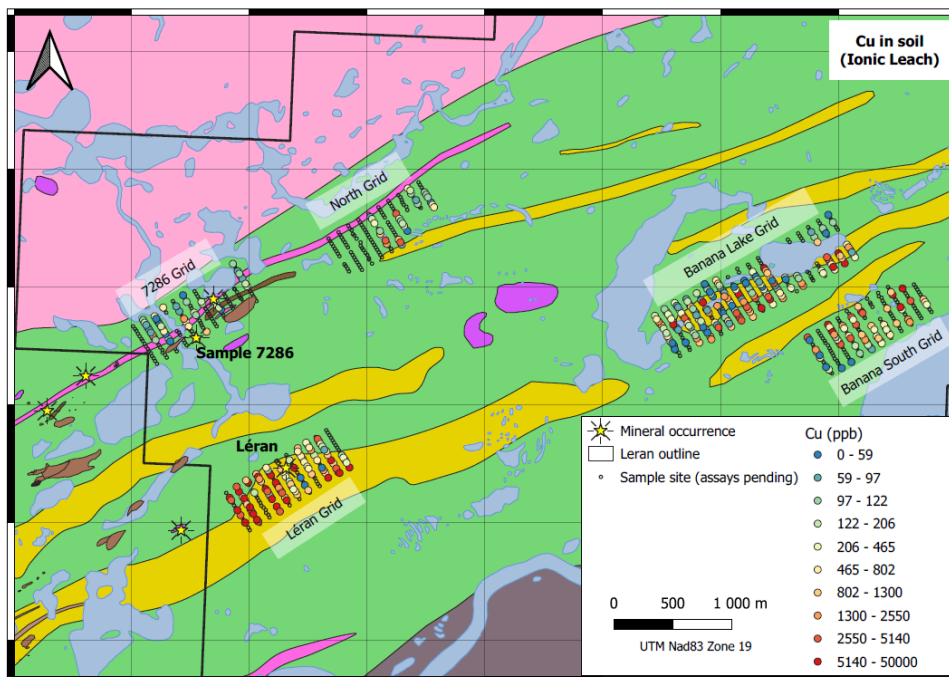 Cu in soil
(Ionic Leach)
North Grid
7286 Grid
Banana Lake Grid
Sample 7286
Banana South Grid
Léran
Léran Grid
Mineral occurrence
Leran outline
Sample site (assays pending)
0 500 1 000 m
UTM Nad83 Zone 19
Cu (ppb)
0 - 59
59 - 97
97 - 122
122 - 206
206 - 465
465 - 802
802 - 1300
1300 - 2550
2550 - 5140
5140 - 50000